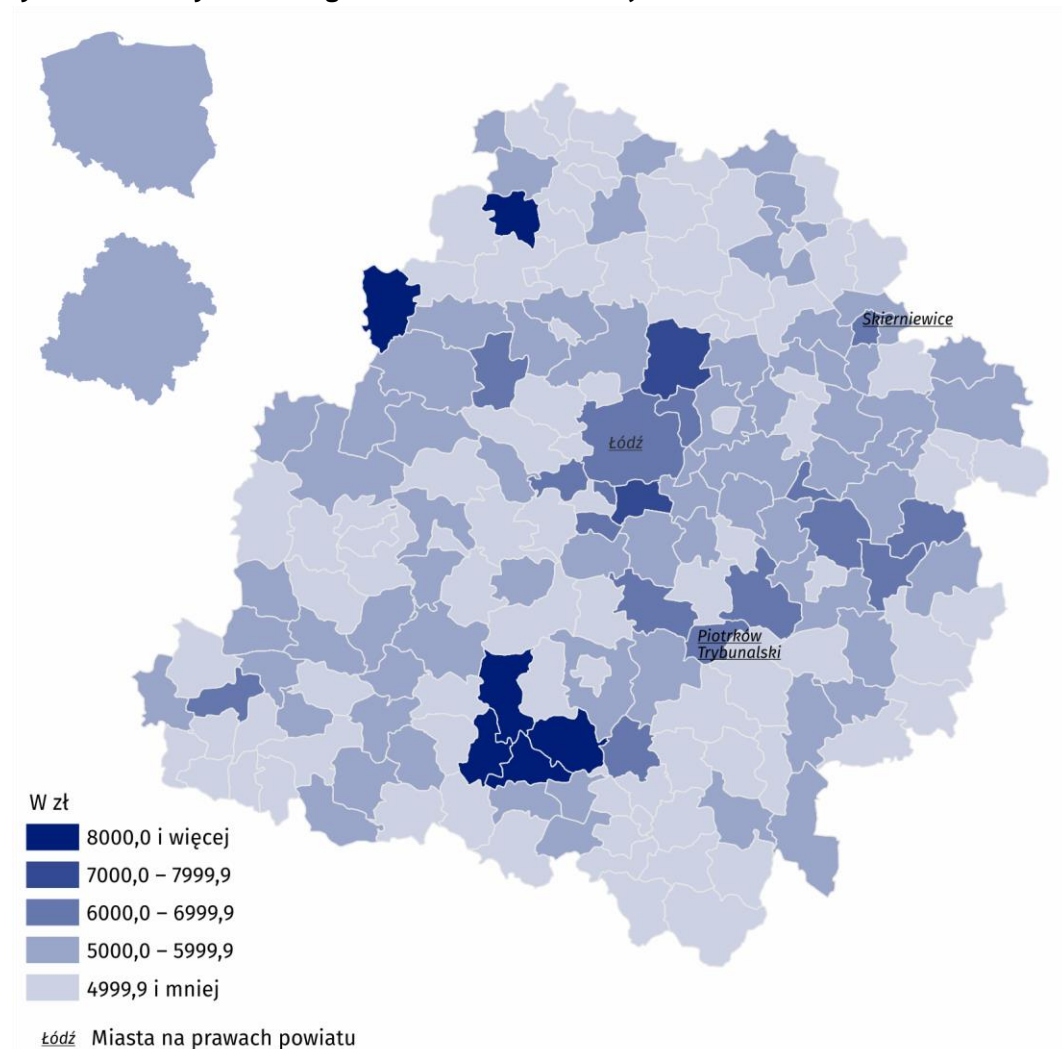 Skierniewice
Łódź
Piotrków
Trybunalski
W zł
8000,0 i więcej
7000,0 – 7999,9
6000,0 – 6999,9
5000,0 – 5999,9
4999,9 i mniej
Łódź Miasta na prawach powiatu